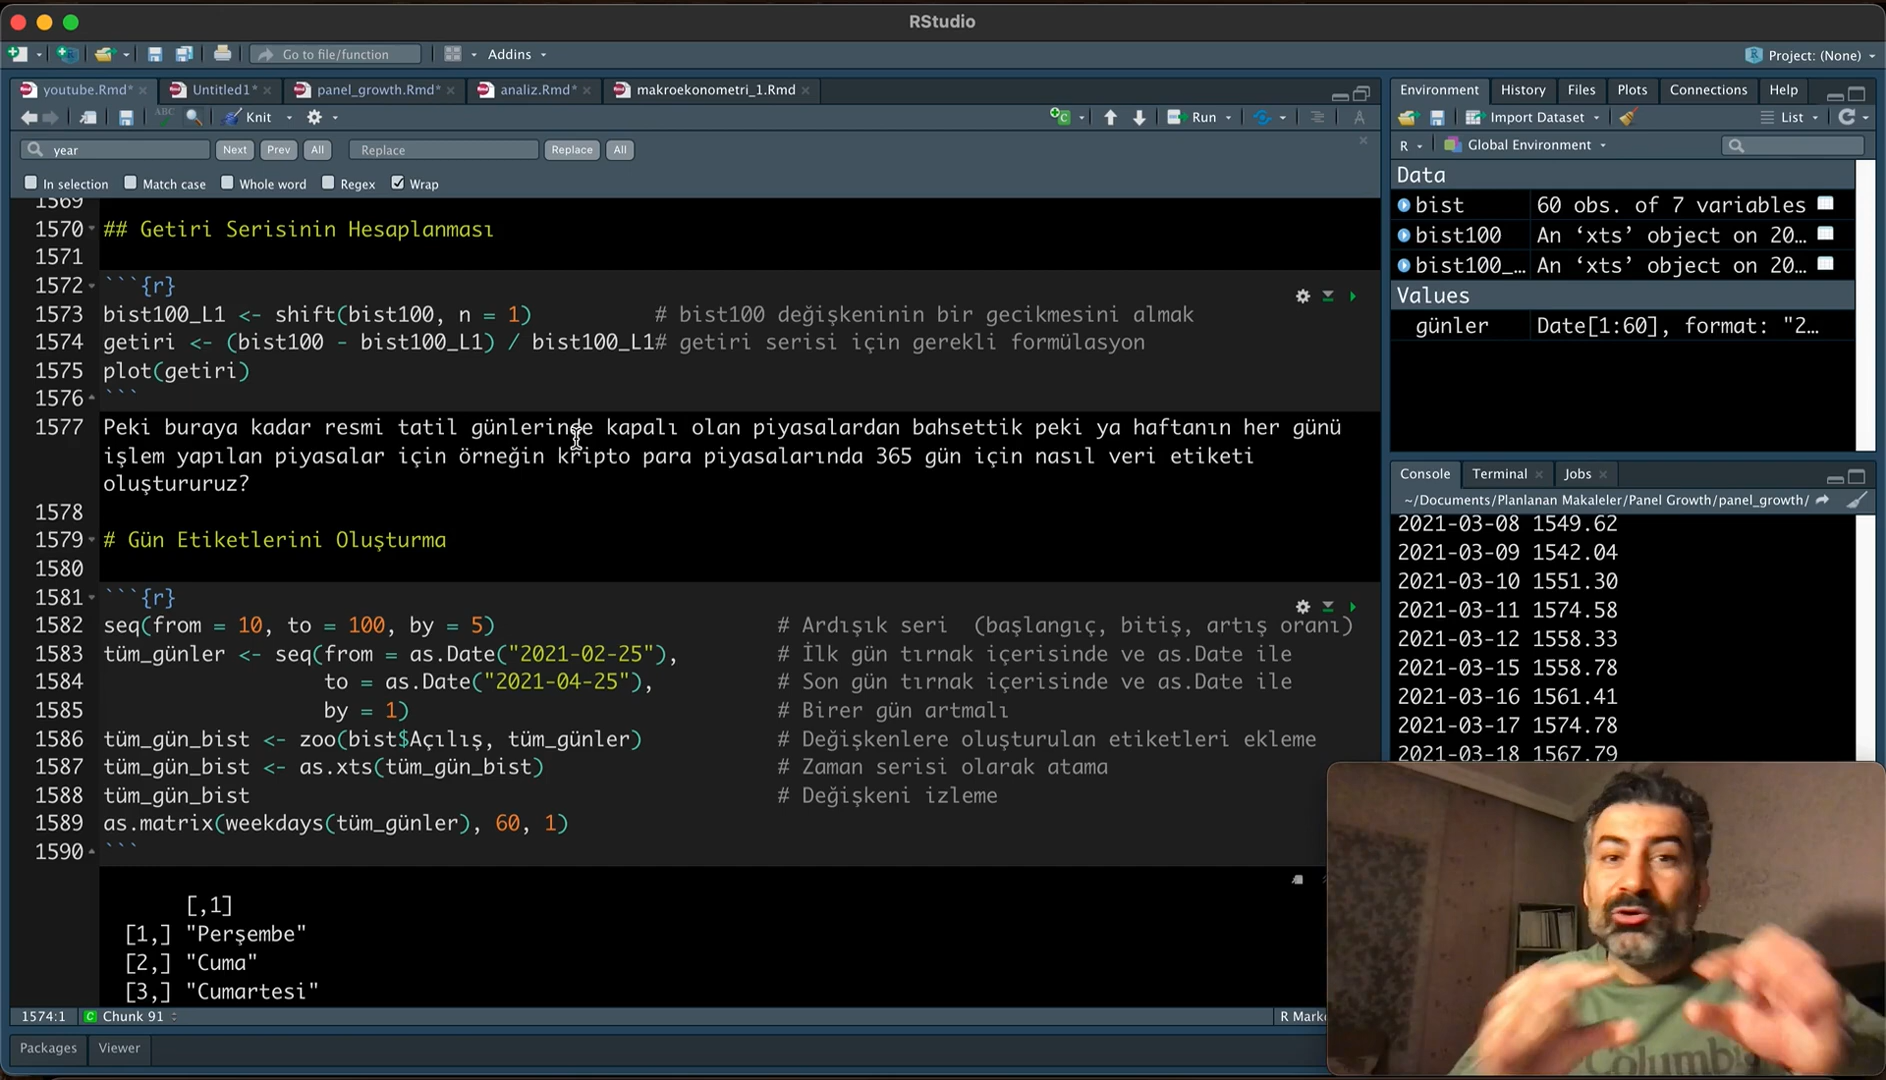 RStudio
Go to file/function
Addins
Project: (None)
youtube.Rmd*
Untitled1*
panel_growth.Rmd*
analiz.Rmd*
makroekonometri_1.Rmd
ABC
Knit
Run
year
Next
Prev
All
Replace
Replace
All
In selection
Match case
Whole word
Regex
Wrap
1569
1570 ## Getiri Serisinin Hesaplanması
1571
1572 ```{r}
1573 bist100_L1 <- shift(bist100, n = 1) # bist100 değişkeninin bir gecikmesini almak
1574 getiri <- (bist100 - bist100_L1) / bist100_L1# getiri serisi için gerekli formülasyon
1575 plot(getiri)
1576 ```
1577 Peki buraya kadar resmi tatil günlerinde kapalı olan piyasalardan bahsettik peki ya haftanın her günü
işlem yapılan piyasalar için örneğin kripto para piyasalarında 365 gün için nasıl veri etiketi
oluştururuz?
1578
1579 # Gün Etiketlerini Oluşturma
1580
1581 ```{r}
1582 seq(from = 10, to = 100, by = 5) # Ardışık seri (başlangıç, bitiş, artış oranı)
1583 tüm_günler <- seq(from = as.Date("2021-02-25"), # İlk gün tırnak içerisinde ve as.Date ile
1584 to = as.Date("2021-04-25"), # Son gün tırnak içerisinde ve as.Date ile
1585 by = 1) # Birer gün artmalı
1586 tüm_gün_bist <- zoo(bist$Açılış, tüm_günler) # Değişkenlere oluşturulan etiketleri ekleme
1587 tüm_gün_bist <- as.xts(tüm_gün_bist) # Zaman serisi olarak atama
1588 tüm_gün_bist # Değişkeni izleme
1589 as.matrix(weekdays(tüm_günler), 60, 1)
1590 ```
[,1]
[1,] "Perşembe"
[2,] "Cuma"
[3,] "Cumartesi"
1574:1
C Chunk 91
R Mark
Packages
Viewer
Environment
History
Files
Plots
Connections
Help
Import Dataset
List
R
Global Environment
Data
bist 60 obs. of 7 variables
bist100 An ‘xts’ object on 20…
bist100_… An ‘xts’ object on 20…
Values
günler Date[1:60], format: "2…
Console
Terminal
Jobs
~/Documents/Planlanan Makaleler/Panel Growth/panel_growth/
2021-03-08 1549.62
2021-03-09 1542.04
2021-03-10 1551.30
2021-03-11 1574.58
2021-03-12 1558.33
2021-03-15 1558.78
2021-03-16 1561.41
2021-03-17 1574.78
2021-03-18 1567.79
Columbia